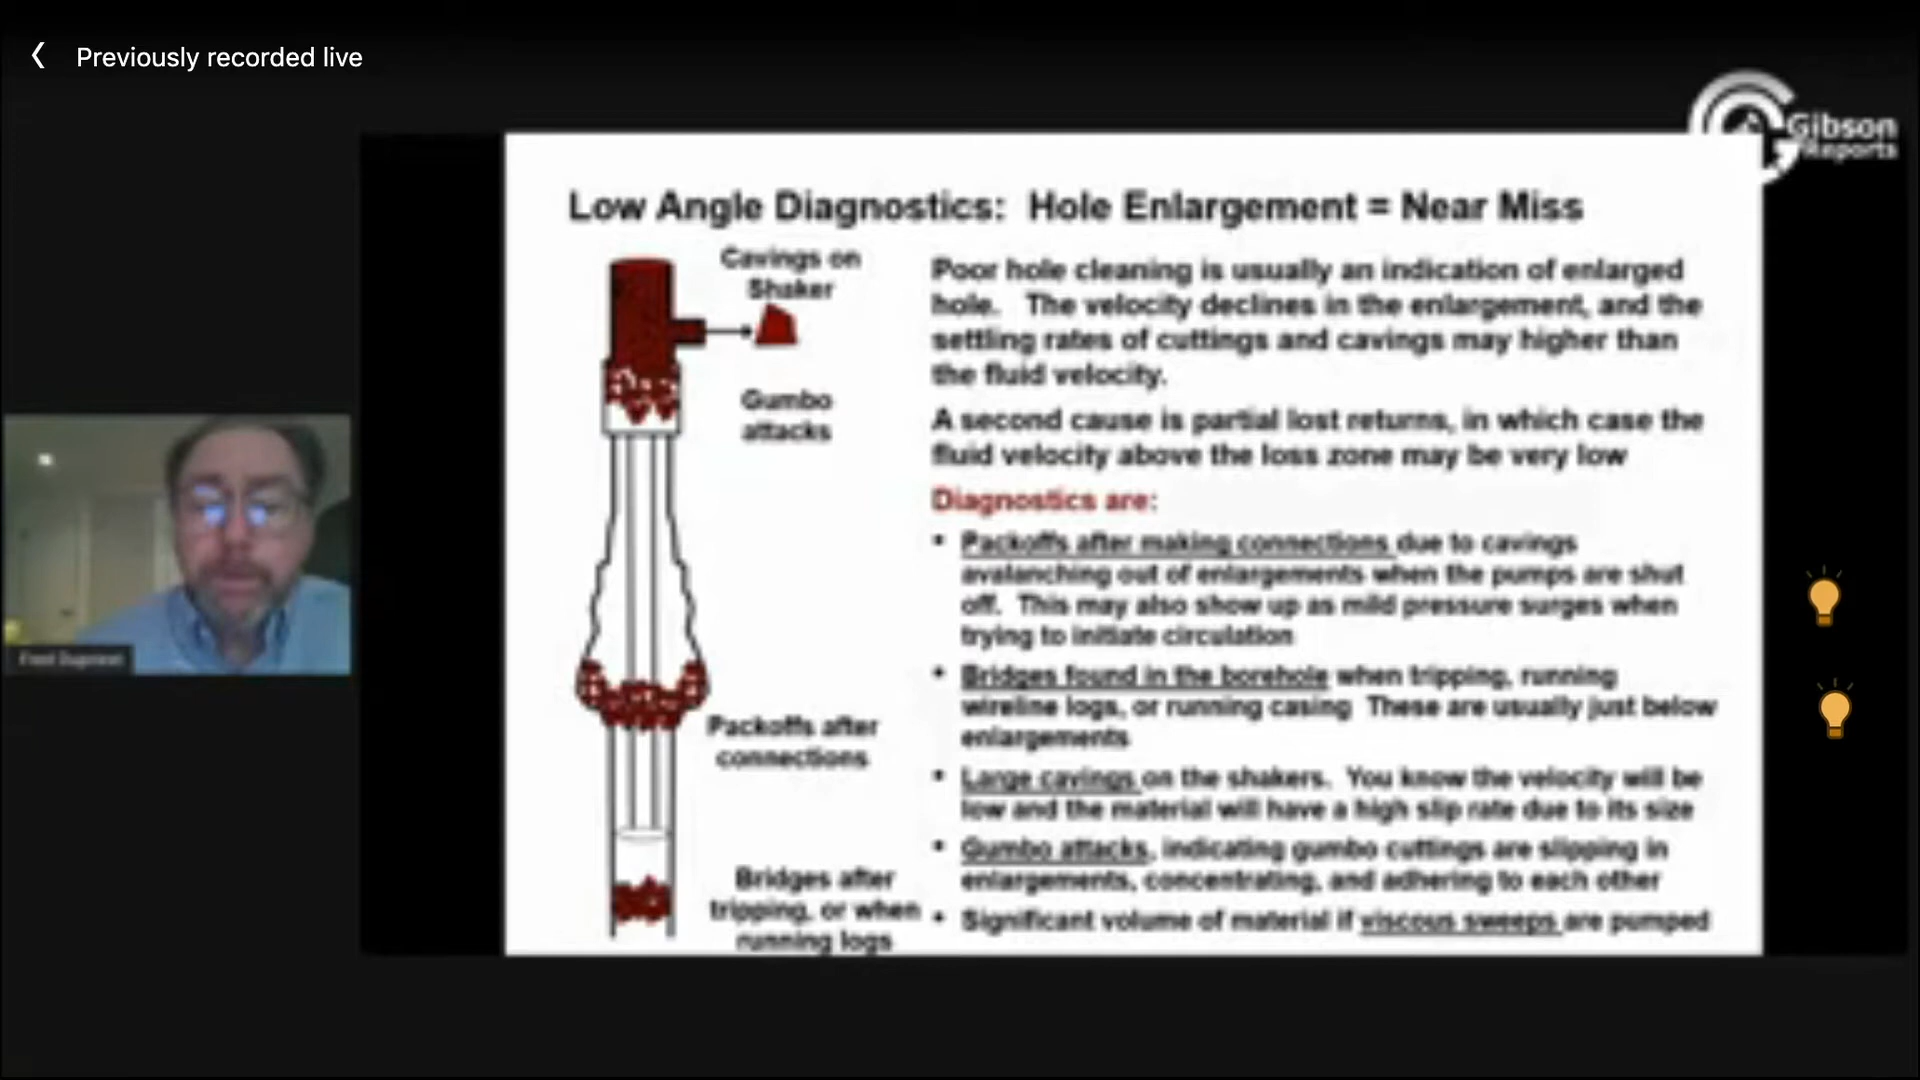 Previously recorded live
Gibson
Reports
Low Angle Diagnostics: Hole Enlargement = Near Miss
Cavings on
Shaker
Gumbo
attacks
Packoffs after
connections
Bridges after
tripping, or when
running logs
Poor hole cleaning is usually an indication of enlarged
hole. The velocity declines in the enlargement, and the
settling rates of cuttings and cavings may higher than
the fluid velocity.
A second cause is partial lost returns, in which case the
fluid velocity above the loss zone may be very low
Diagnostics are:
• Packoffs after making connections due to cavings
avalanching out of enlargements when the pumps are shut
off. This may also show up as mild pressure surges when
trying to initiate circulation
• Bridges found in the borehole when tripping, running
wireline logs, or running casing These are usually just below
enlargements
• Large cavings on the shakers. You know the velocity will be
low and the material will have a high slip rate due to its size
• Gumbo attacks, indicating gumbo cuttings are slipping in
enlargements, concentrating, and adhering to each other
• Significant volume of material if viscous sweeps are pumped
Fred Dupriest